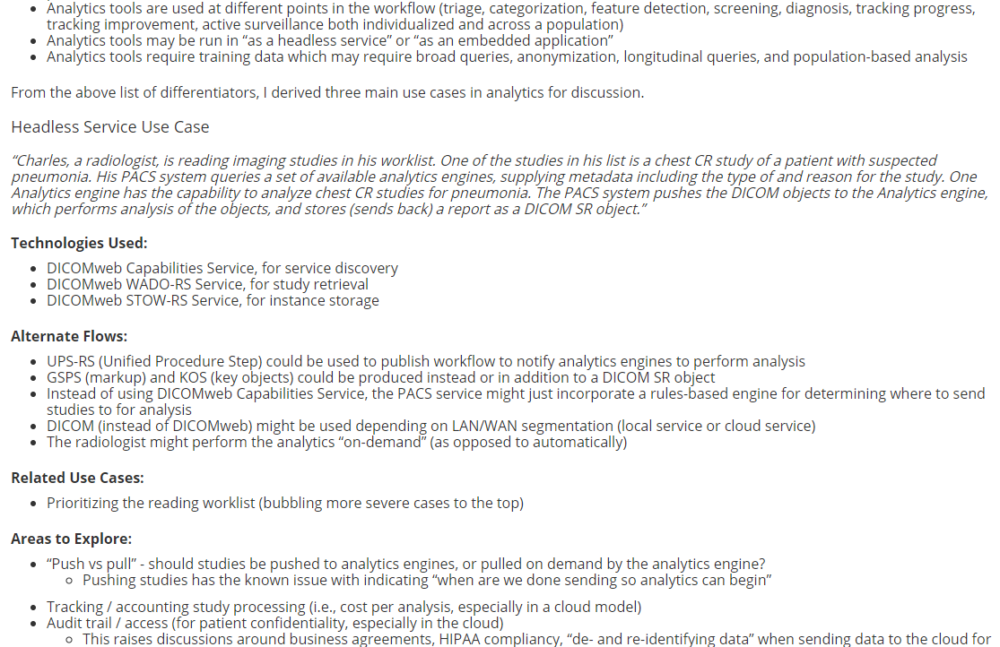 • Analytics tools are used at different points in the workflow (triage, categorization, feature detection, screening, diagnosis, tracking progress,
tracking improvement, active surveillance both individualized and across a population)
• Analytics tools may be run in “as a headless service” or “as an embedded application”
• Analytics tools require training data which may require broad queries, anonymization, longitudinal queries, and population-based analysis
From the above list of differentiators, I derived three main use cases in analytics for discussion.
Headless Service Use Case
“Charles, a radiologist, is reading imaging studies in his worklist. One of the studies in his list is a chest CR study of a patient with suspected
pneumonia. His PACS system queries a set of available analytics engines, supplying metadata including the type of and reason for the study. One
Analytics engine has the capability to analyze chest CR studies for pneumonia. The PACS system pushes the DICOM objects to the Analytics engine,
which performs analysis of the objects, and stores (sends back) a report as a DICOM SR object.”
Technologies Used:
• DICOMweb Capabilities Service, for service discovery
• DICOMweb WADO-RS Service, for study retrieval
• DICOMweb STOW-RS Service, for instance storage
Alternate Flows:
• UPS-RS (Unified Procedure Step) could be used to publish workflow to notify analytics engines to perform analysis
• GSPS (markup) and KOS (key objects) could be produced instead or in addition to a DICOM SR object
• Instead of using DICOMweb Capabilities Service, the PACS service might just incorporate a rules-based engine for determining where to send
studies to for analysis
• DICOM (instead of DICOMweb) might be used depending on LAN/WAN segmentation (local service or cloud service)
• The radiologist might perform the analytics “on-demand” (as opposed to automatically)
Related Use Cases:
• Prioritizing the reading worklist (bubbling more severe cases to the top)
Areas to Explore:
• “Push vs pull” - should studies be pushed to analytics engines, or pulled on demand by the analytics engine?
◦ Pushing studies has the known issue with indicating “when are we done sending so analytics can begin”
• Tracking / accounting study processing (i.e., cost per analysis, especially in a cloud model)
• Audit trail / access (for patient confidentiality, especially in the cloud)
◦ This raises discussions around business agreements, HIPAA compliancy, “de- and re-identifying data” when sending data to the cloud for